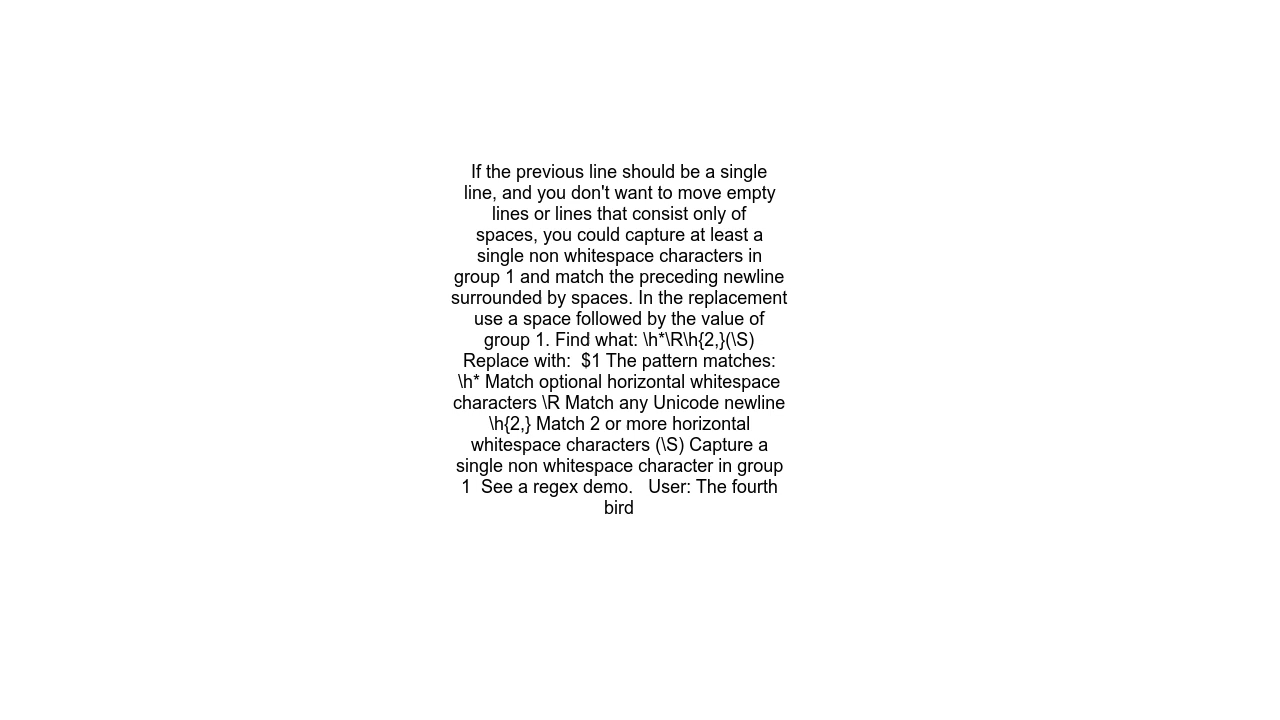 If the previous line should be a single
line, and you don't want to move empty
lines or lines that consist only of
spaces, you could capture at least a
single non whitespace characters in
group 1 and match the preceding newline
surrounded by spaces. In the replacement
use a space followed by the value of
group 1. Find what: \h*\R\h{2,}(\S)
Replace with:  $1 The pattern matches:
\h* Match optional horizontal whitespace
characters \R Match any Unicode newline
\h{2,} Match 2 or more horizontal
whitespace characters (\S) Capture a
single non whitespace character in group
1  See a regex demo.   User: The fourth
bird